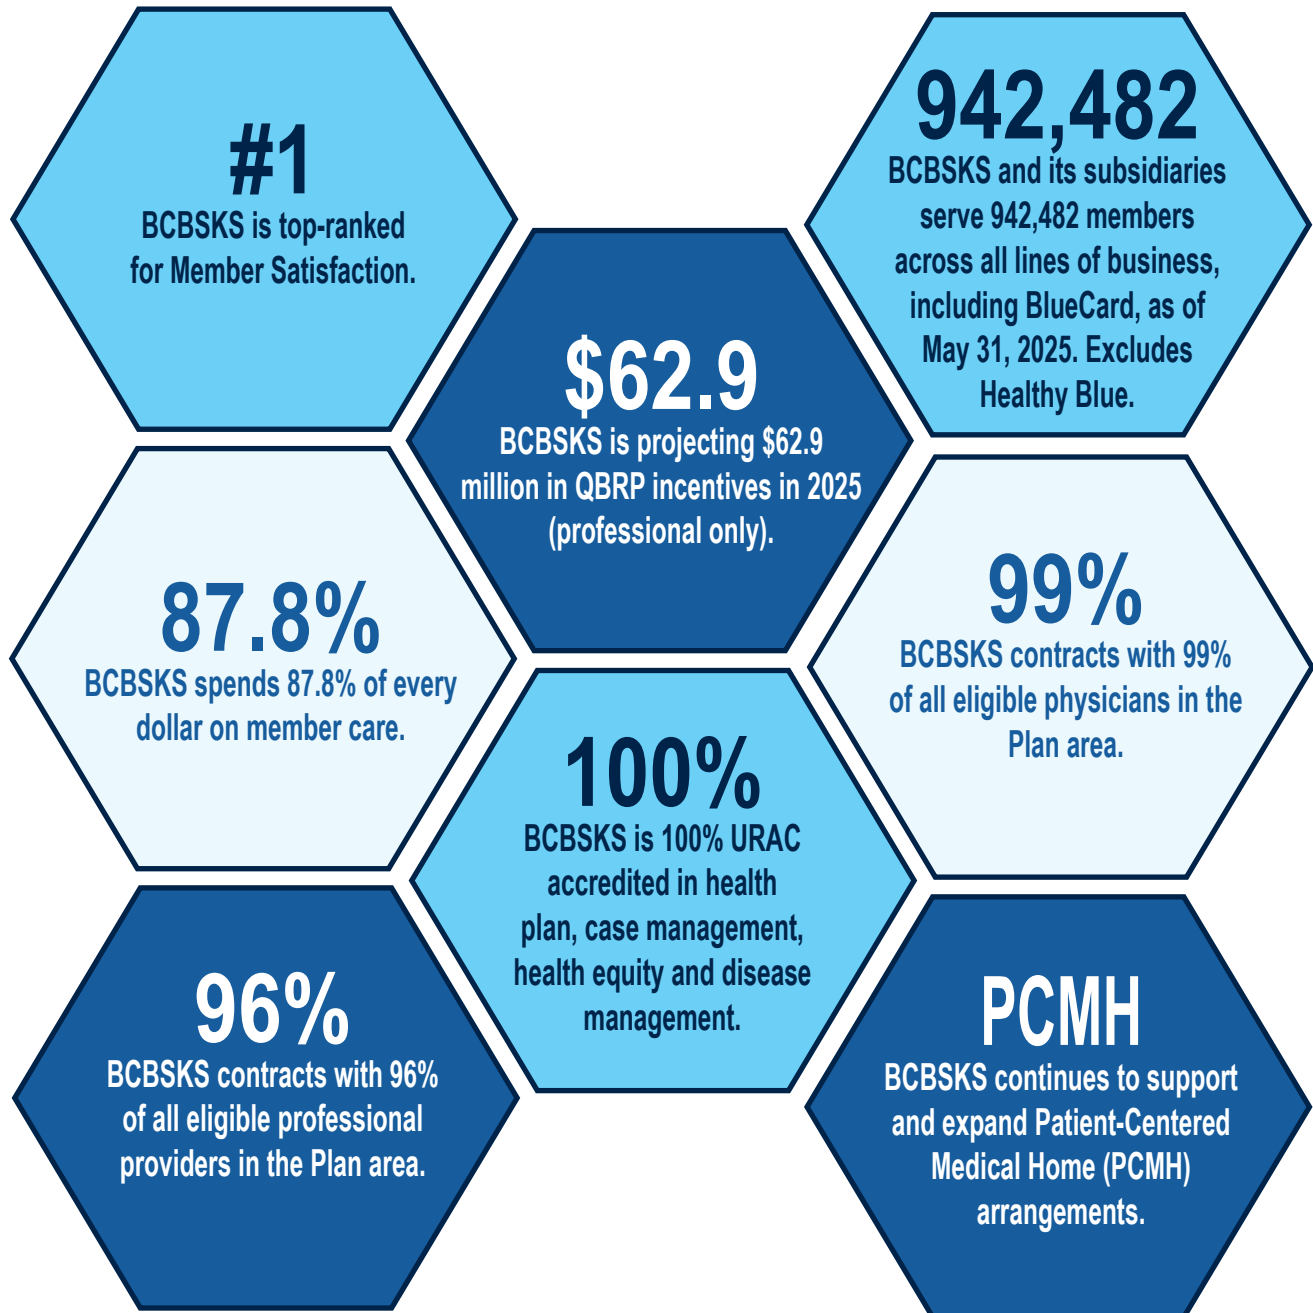 #1
BCBSKS is top-ranked
for Member Satisfaction.
942,482
BCBSKS and its subsidiaries
serve 942,482 members
across all lines of business,
including BlueCard, as of
May 31, 2025. Excludes
Healthy Blue.
$62.9
BCBSKS is projecting $62.9
million in QBRP incentives in 2025
(professional only).
87.8%
BCBSKS spends 87.8% of every
dollar on member care.
99%
BCBSKS contracts with 99%
of all eligible physicians in the
Plan area.
100%
BCBSKS is 100% URAC
accredited in health
plan, case management,
health equity and disease
management.
96%
BCBSKS contracts with 96%
of all eligible professional
providers in the Plan area.
PCMH
BCBSKS continues to support
and expand Patient-Centered
Medical Home (PCMH)
arrangements.